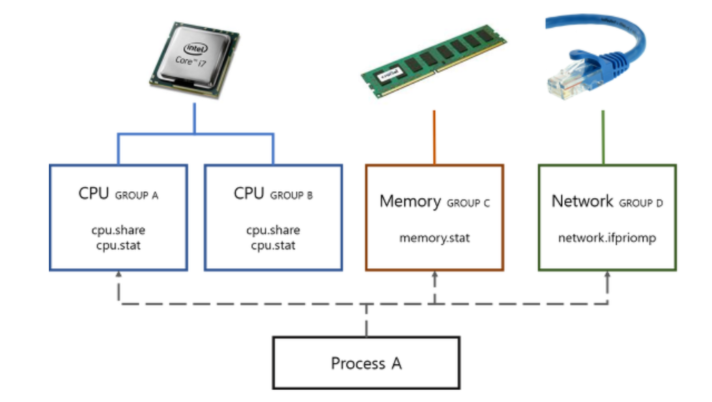 intel
Core™ i7
crucial
CPU GROUP A
cpu.share
cpu.stat
CPU GROUP B
cpu.share
cpu.stat
Memory GROUP C
memory.stat
Network GROUP D
network.ifpriomp
Process A